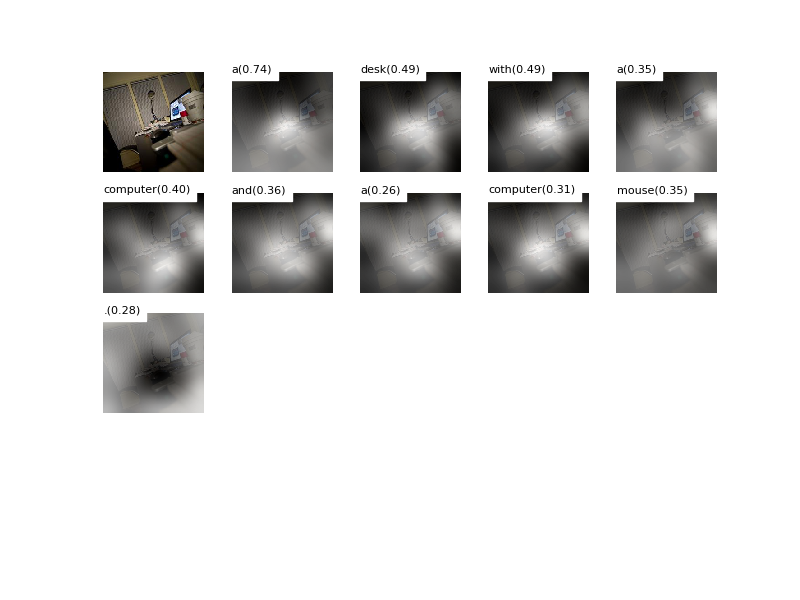 a(0.74) desk(0.49) with(0.49) a(0.35)
computer(0.40) and(0.36) a(0.26) computer(0.31) mouse(0.35)
.(0.28)